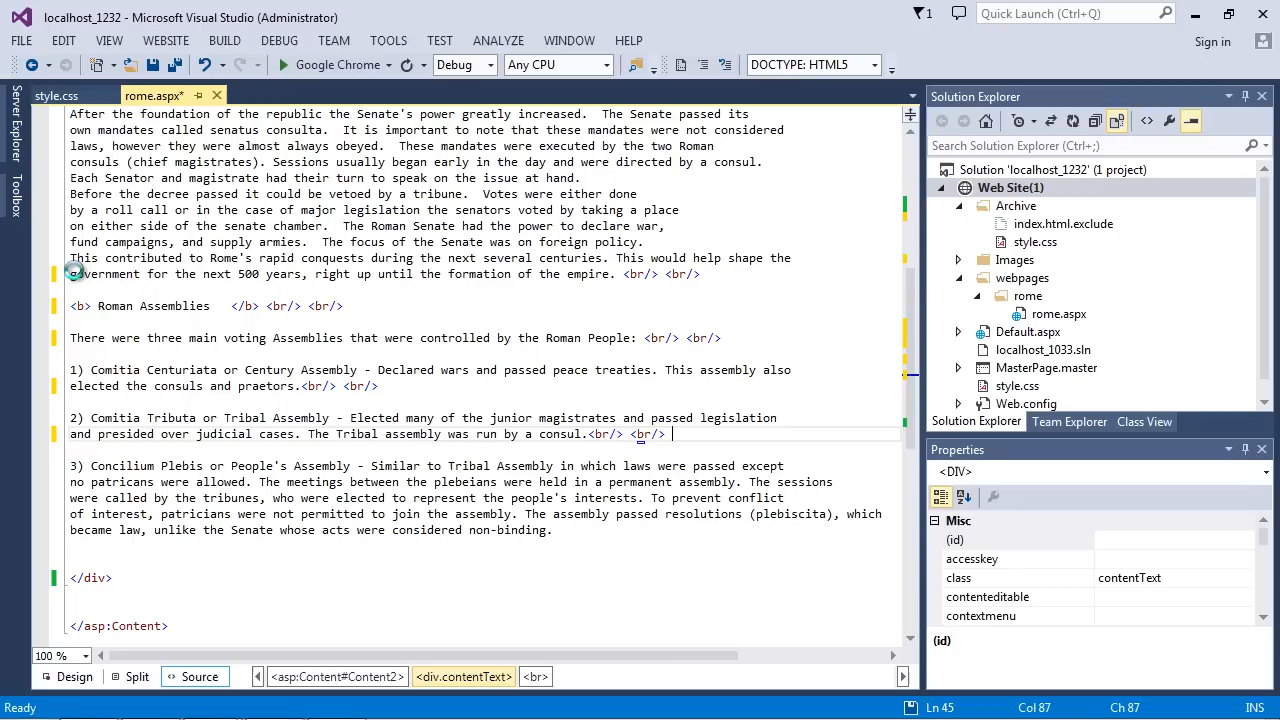 localhost_1232 - Microsoft Visual Studio (Administrator)
1
Quick Launch (Ctrl+Q)
FILE EDIT VIEW WEBSITE BUILD DEBUG TEAM TOOLS TEST ANALYZE WINDOW HELP
Sign in
Google Chrome
Debug
Any CPU
DOCTYPE: HTML5
Server Explorer
Toolbox
style.css
rome.aspx*
After the foundation of the republic the Senate's power greatly increased.  The Senate passed its
own mandates called senatus consulta.  It is important to note that these mandates were not considered
laws, however they were almost always obeyed.  These mandates were executed by the two Roman
consuls (chief magistrates). Sessions usually began early in the day and were directed by a consul.
Each Senator and magistrate had their turn to speak on the issue at hand.
Before the decree passed it could be vetoed by a tribune.  Votes were either done
by a roll call or in the case of major legislation the senators voted by taking a place
on either side of the senate chamber.  The Roman Senate had the power to declare war,
fund campaigns, and supply armies.  The focus of the Senate was on foreign policy.
This contributed to Rome's rapid conquests during the next several centuries. This would help shape the
government for the next 500 years, right up until the formation of the empire. <br/> <br/>
<b> Roman Assemblies   </b> <br/> <br/>
There were three main voting Assemblies that were controlled by the Roman People: <br/> <br/>
1) Comitia Centuriata or Century Assembly - Declared wars and passed peace treaties. This assembly also
elected the consuls and praetors.<br/> <br/>
2) Comitia Tributa or Tribal Assembly - Elected many of the junior magistrates and passed legislation
and presided over judicial cases. The Tribal assembly was run by a consul.<br/> <br/>
3) Concilium Plebis or People's Assembly - Similar to Tribal Assembly in which laws were passed except
no patricans were allowed. The meetings between the plebeians were held in a permanent assembly. The sessions
were called by the tribunes, who were elected to represent the people's interests. To prevent conflict
of interest, patricians were not permitted to join the assembly. The assembly passed resolutions (plebiscita), which
became law, unlike the Senate whose acts were considered non-binding.
</div>
</asp:Content>
100 %
Design
Split
Source
<asp:Content#Content2>
<div.contentText>
<br>
Solution Explorer
Search Solution Explorer (Ctrl+;)
Solution 'localhost_1232' (1 project)
Web Site(1)
Archive
index.html.exclude
style.css
Images
webpages
rome
rome.aspx
Default.aspx
localhost_1033.sln
MasterPage.master
style.css
Web.config
Solution Explorer
Team Explorer
Class View
Properties
<DIV>
Misc
(id)
accesskey
class contentText
contenteditable
contextmenu
(id)
Ready
Ln 45
Col 87
Ch 87
INS